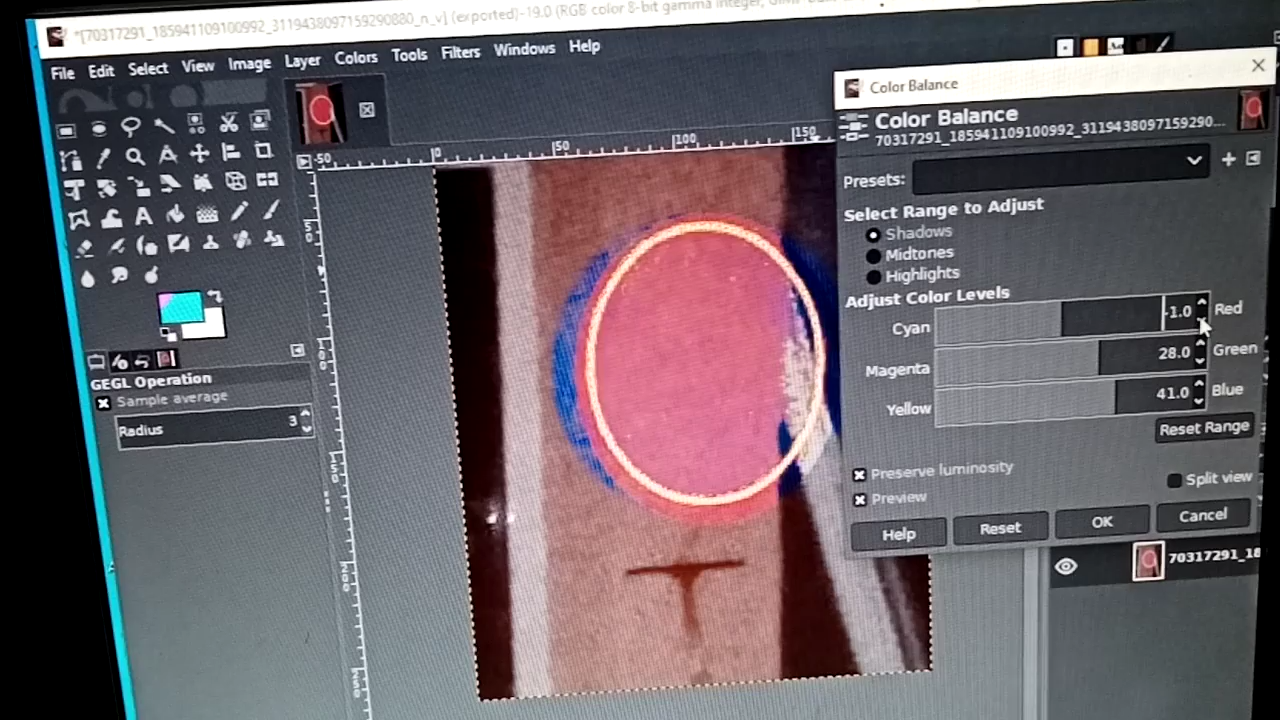 *[70317291_185941109100992_3119438097159290880_n_v] (exported)-19.0 (RGB color 8-bit gamma integer,
File Edit Select View Image Layer Colors Tools Filters Windows Help
-50 0 50 100 150
GEGL Operation
Sample average
Radius 3
Color Balance
Color Balance
70317291_185941109100992_3119438097159290...
Presets:
Select Range to Adjust
Shadows
Midtones
Highlights
Adjust Color Levels
Cyan -1.0 Red
Magenta 28.0 Green
Yellow 41.0 Blue
Reset Range
Preserve luminosity
Split view
Preview
Help Reset OK Cancel
70317291_18